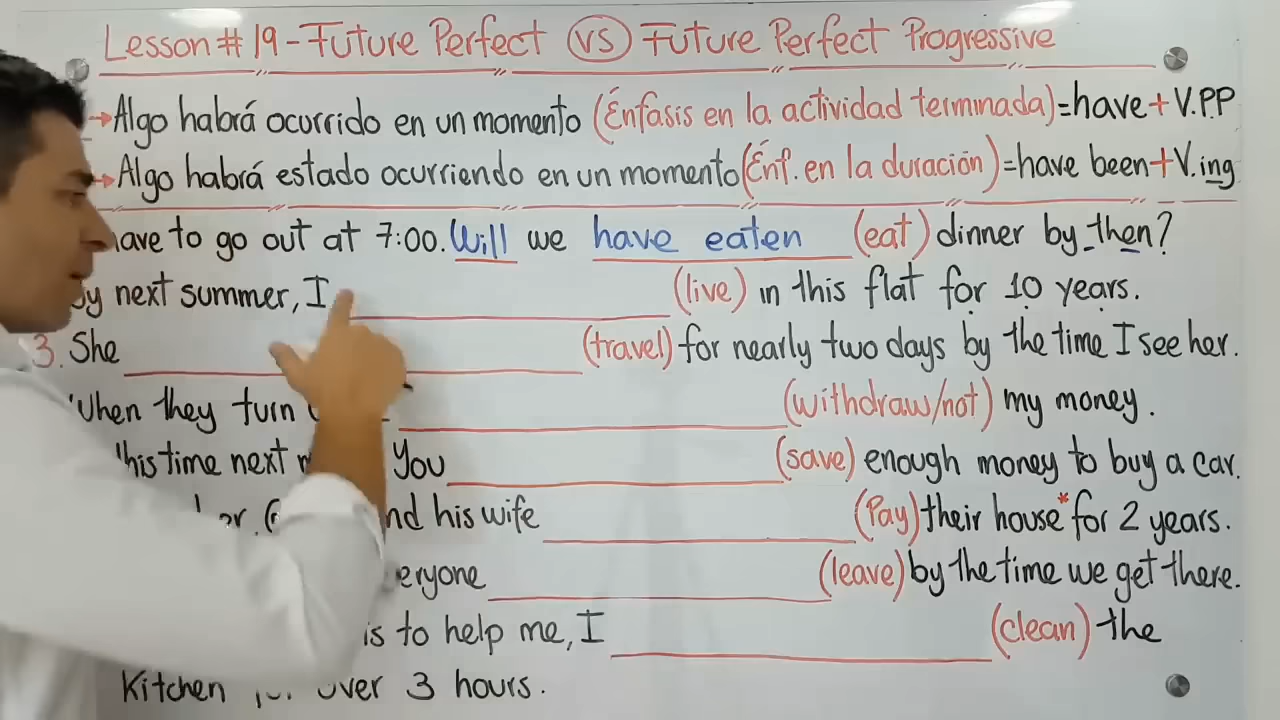 Lesson # 19 - Future Perfect VS Future Perfect Progressive
→ Algo habrá ocurrido en un momento (Énfasis en la actividad terminada) = have + V.P.P
→ Algo habrá estado ocurriendo en un momento (Énf. en la duración) = have been + V.ing
have to go out at 7:00. Will we have eaten (eat) dinner by then?
By next summer, I (live) in this flat for 10 years.
3. She (travel) for nearly two days by the time I see her.
When they turn (withdraw/not) my money.
this time next You (save) enough money to buy a car.
and his wife (Pay) their house* for 2 years.
everyone (leave) by the time we get there.
is to help me, I (clean) the
Kitchen for over 3 hours.